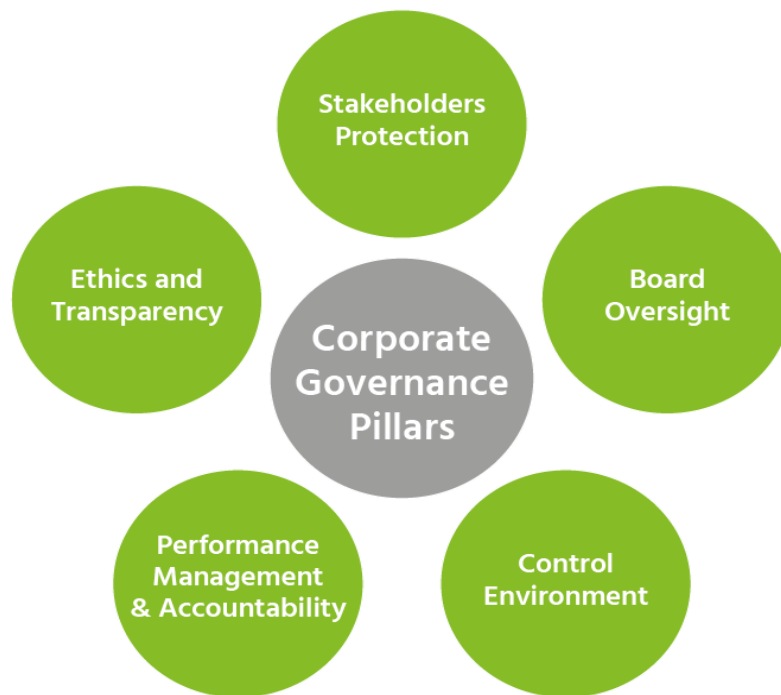 Stakeholders
Protection
Ethics and
Transparency
Board
Oversight
Corporate
Governance
Pillars
Performance
Management
& Accountability
Control
Environment